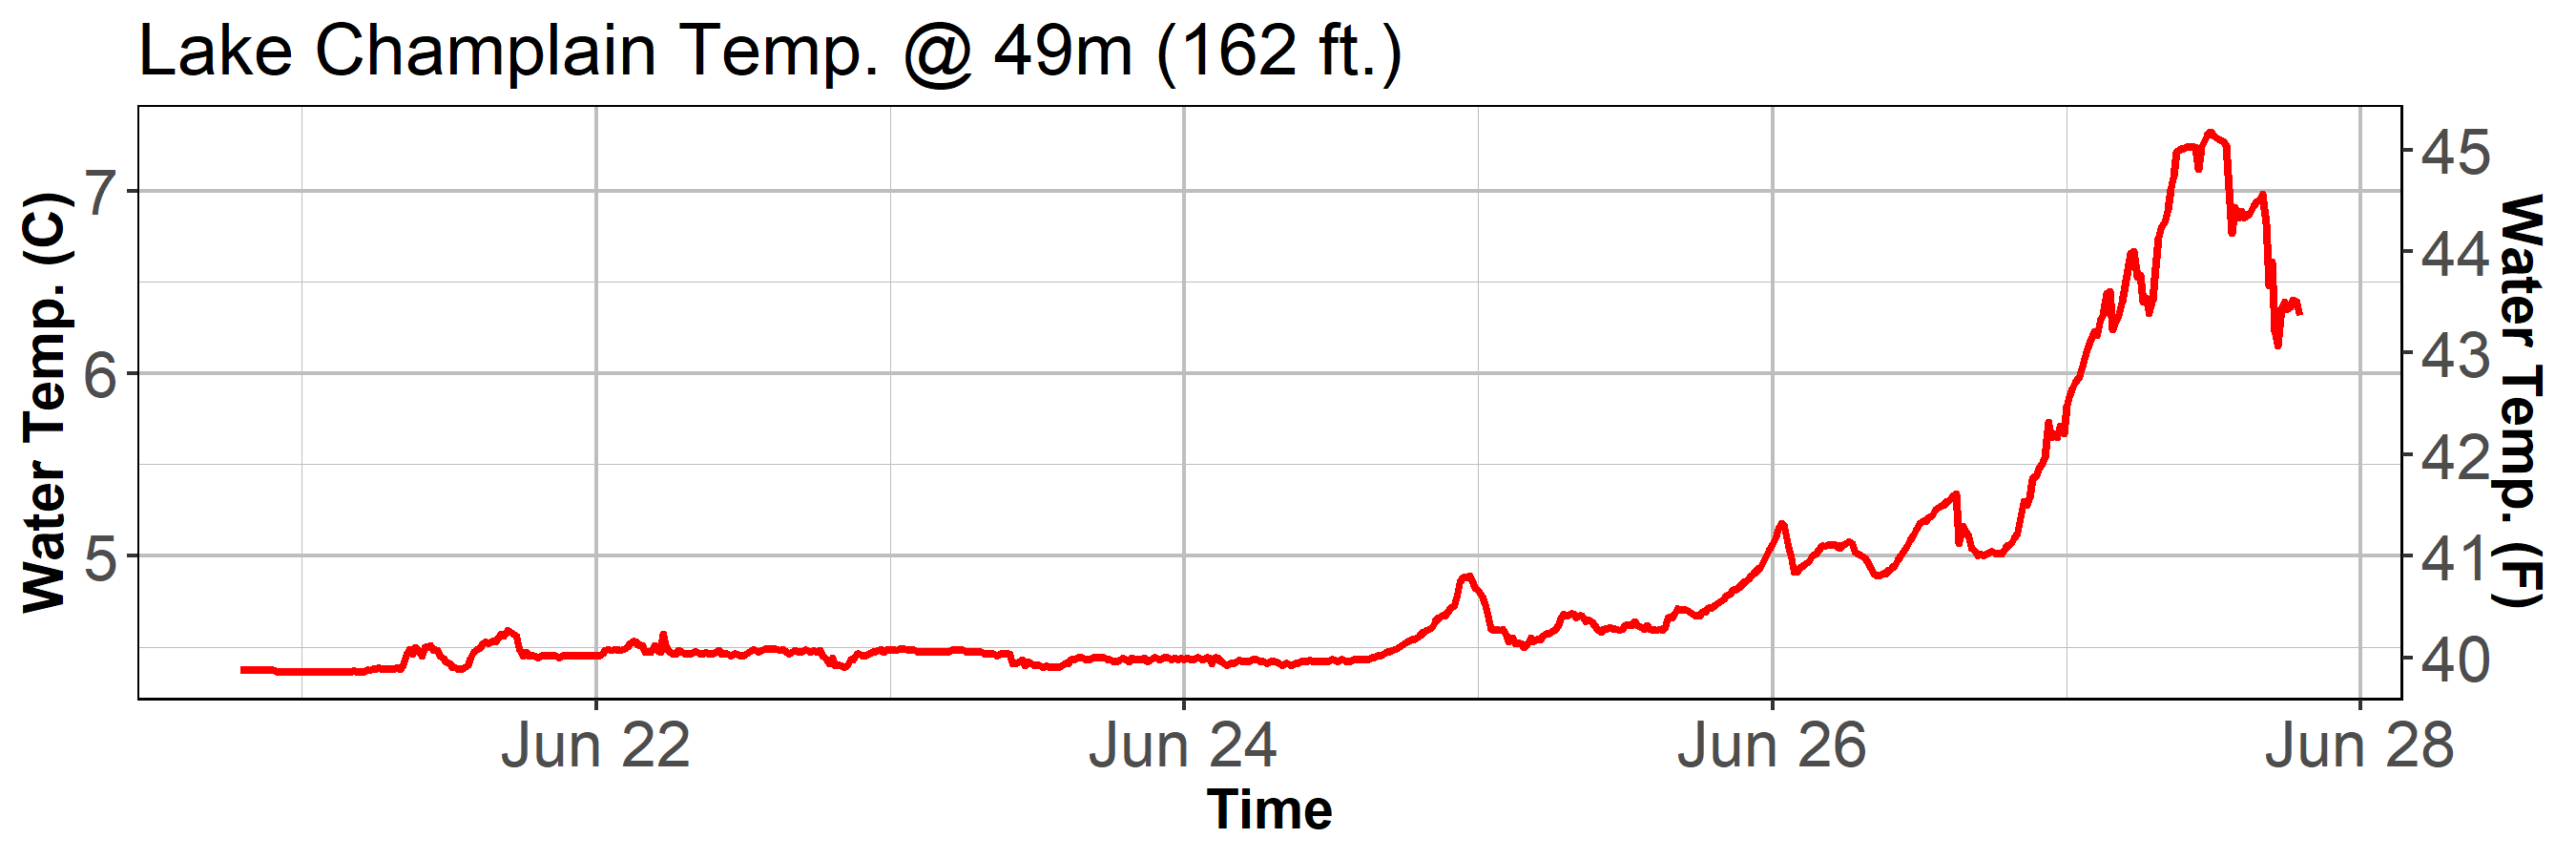 Lake Champlain Temp. @ 49m (162 ft.)
Water Temp. (C)
7
6
5
45
44
43
42
41
40
Water Temp. (F)
Jun 22
Jun 24
Jun 26
Jun 28
Time